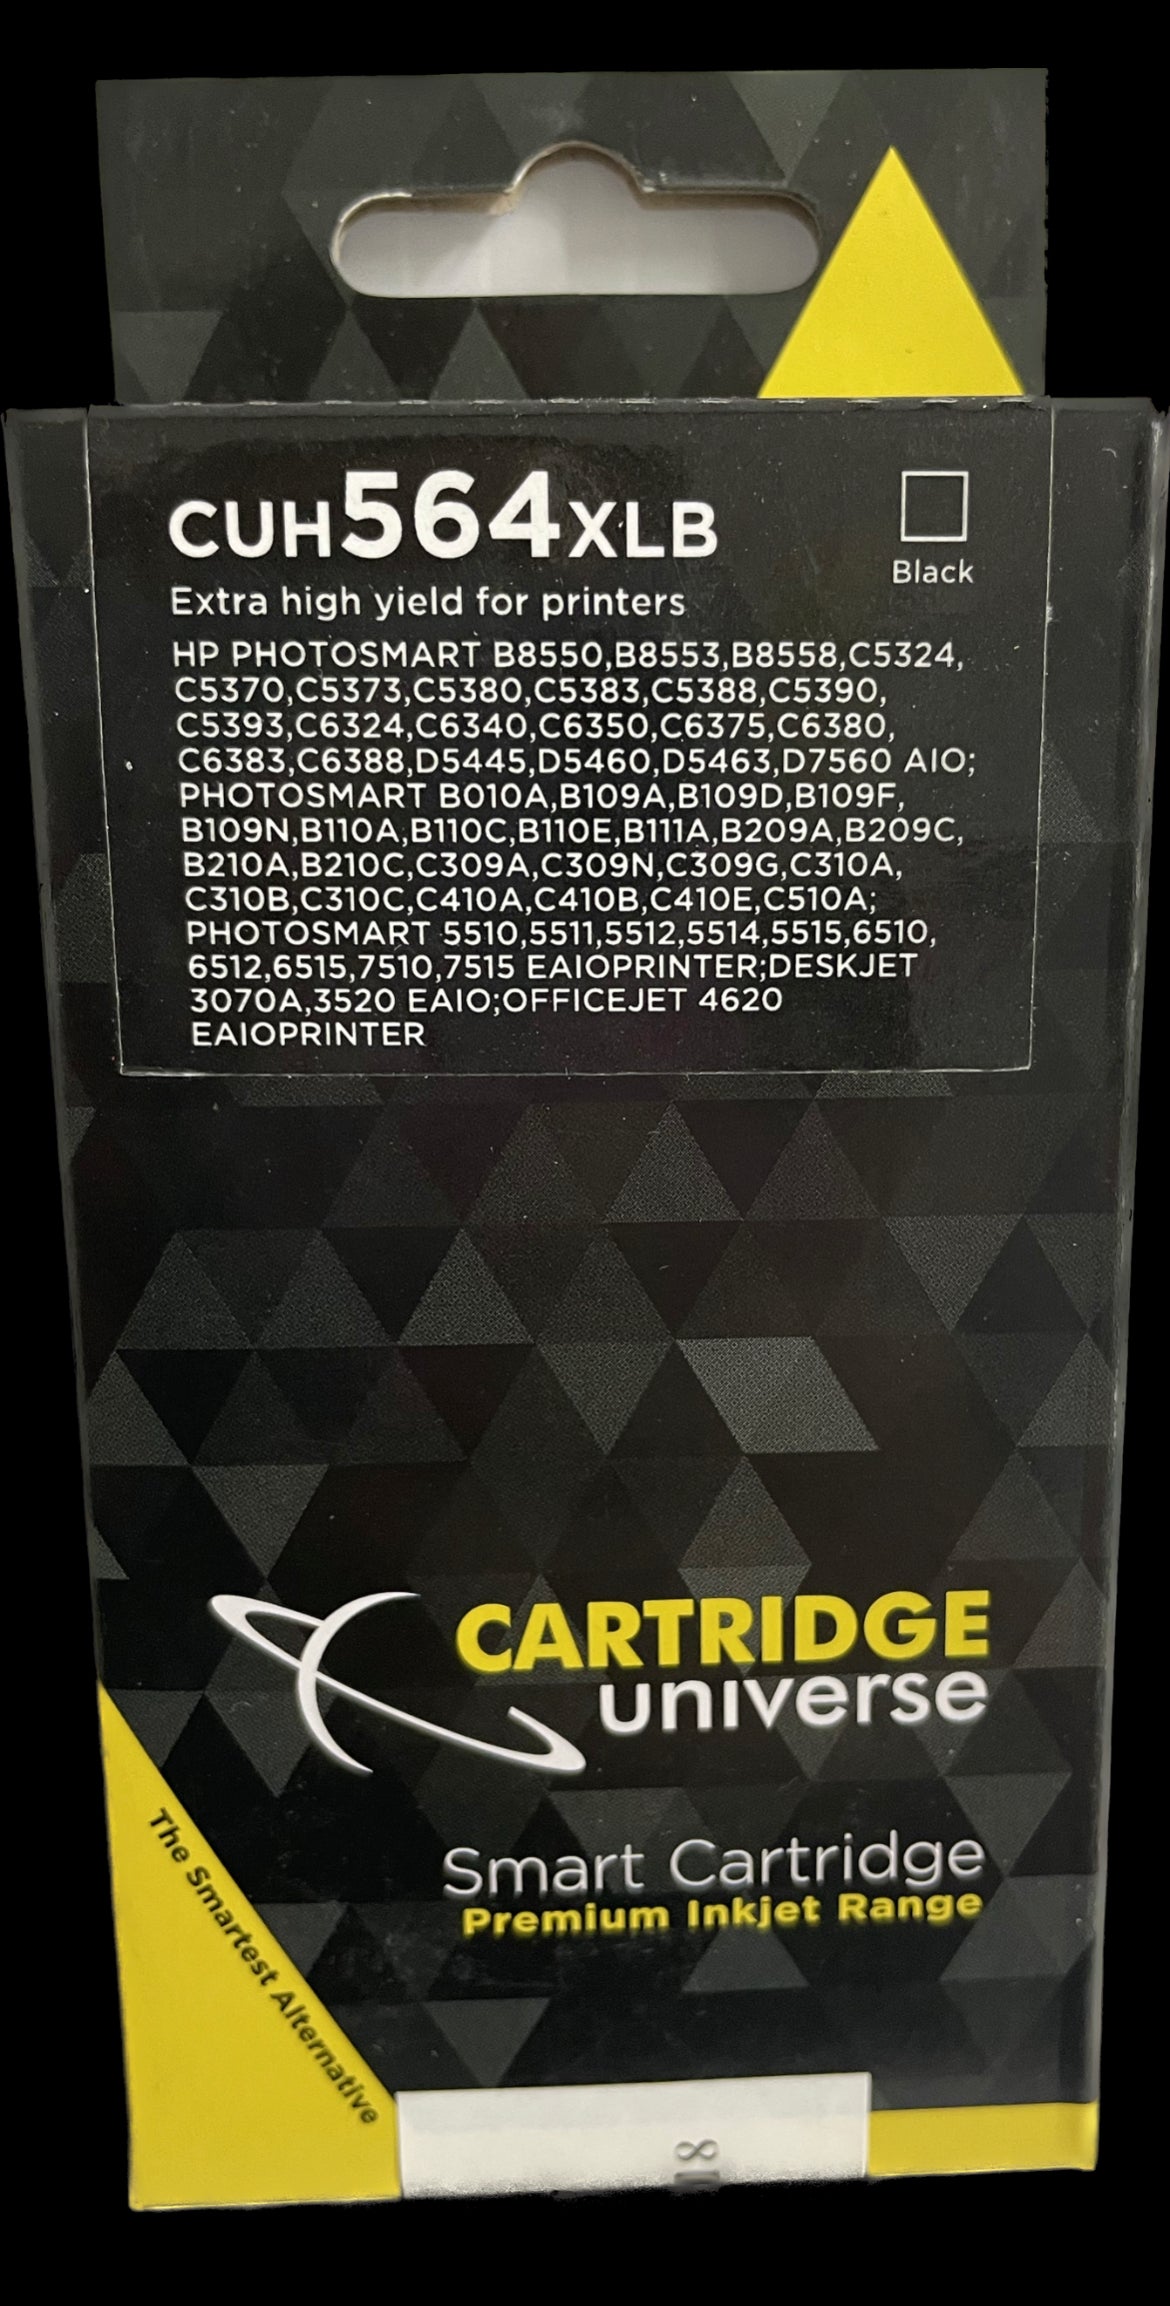 CUH564XLB
Black
Extra high yield for printers
HP PHOTOSMART B8550,B8553,B8558,C5324,
C5370,C5373,C5380,C5383,C5388,C5390,
C5393,C6324,C6340,C6350,C6375,C6380,
C6383,C6388,D5445,D5460,D5463,D7560 AIO;
PHOTOSMART B010A,B109A,B109D,B109F,
B109N,B110A,B110C,B110E,B111A,B209A,B209C,
B210A,B210C,C309A,C309N,C309G,C310A,
C310B,C310C,C410A,C410B,C410E,C510A;
PHOTOSMART 5510,5511,5512,5514,5515,6510,
6512,6515,7510,7515 EAIOPRINTER;DESKJET
3070A,3520 EAIO;OFFICEJET 4620
EAIOPRINTER
CARTRIDGE
universe
Smart Cartridge
Premium Inkjet Range
The Smartest Alternative